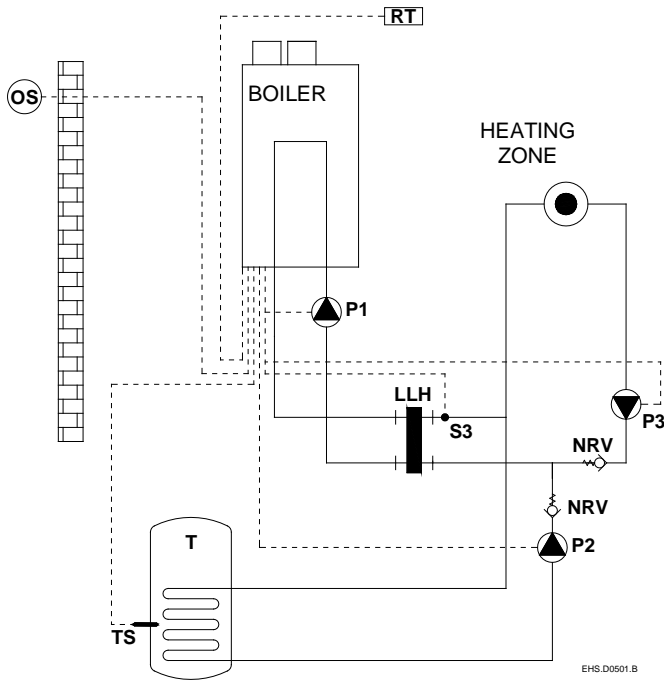 RT
OS
BOILER
HEATING
ZONE
P1
LLH
S3
P3
NRV
NRV
T
P2
TS
EHS.D0501.B